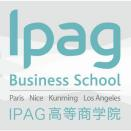 Ipag
Business School
Paris Nice Kunming Los Angeles
IPAG高等商学院